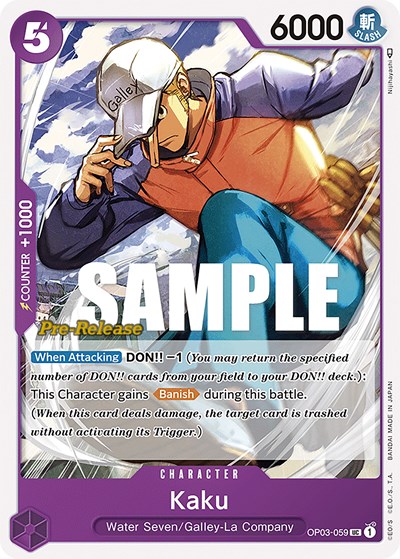 5
6000
斬
SLASH
Nijihayashi
Galley
COUNTER +1000
SAMPLE
Pre-Release
When Attacking DON!! −1 (You may return the specified
number of DON!! cards from your field to your DON!! deck.):
This Character gains Banish during this battle.
(When this card deals damage, the target card is trashed
without activating its Trigger.)
CHARACTER
Kaku
Water Seven/Galley-La Company
OP03-059 UC 1
©E.O./S., T.A. BANDAI MADE IN JAPAN